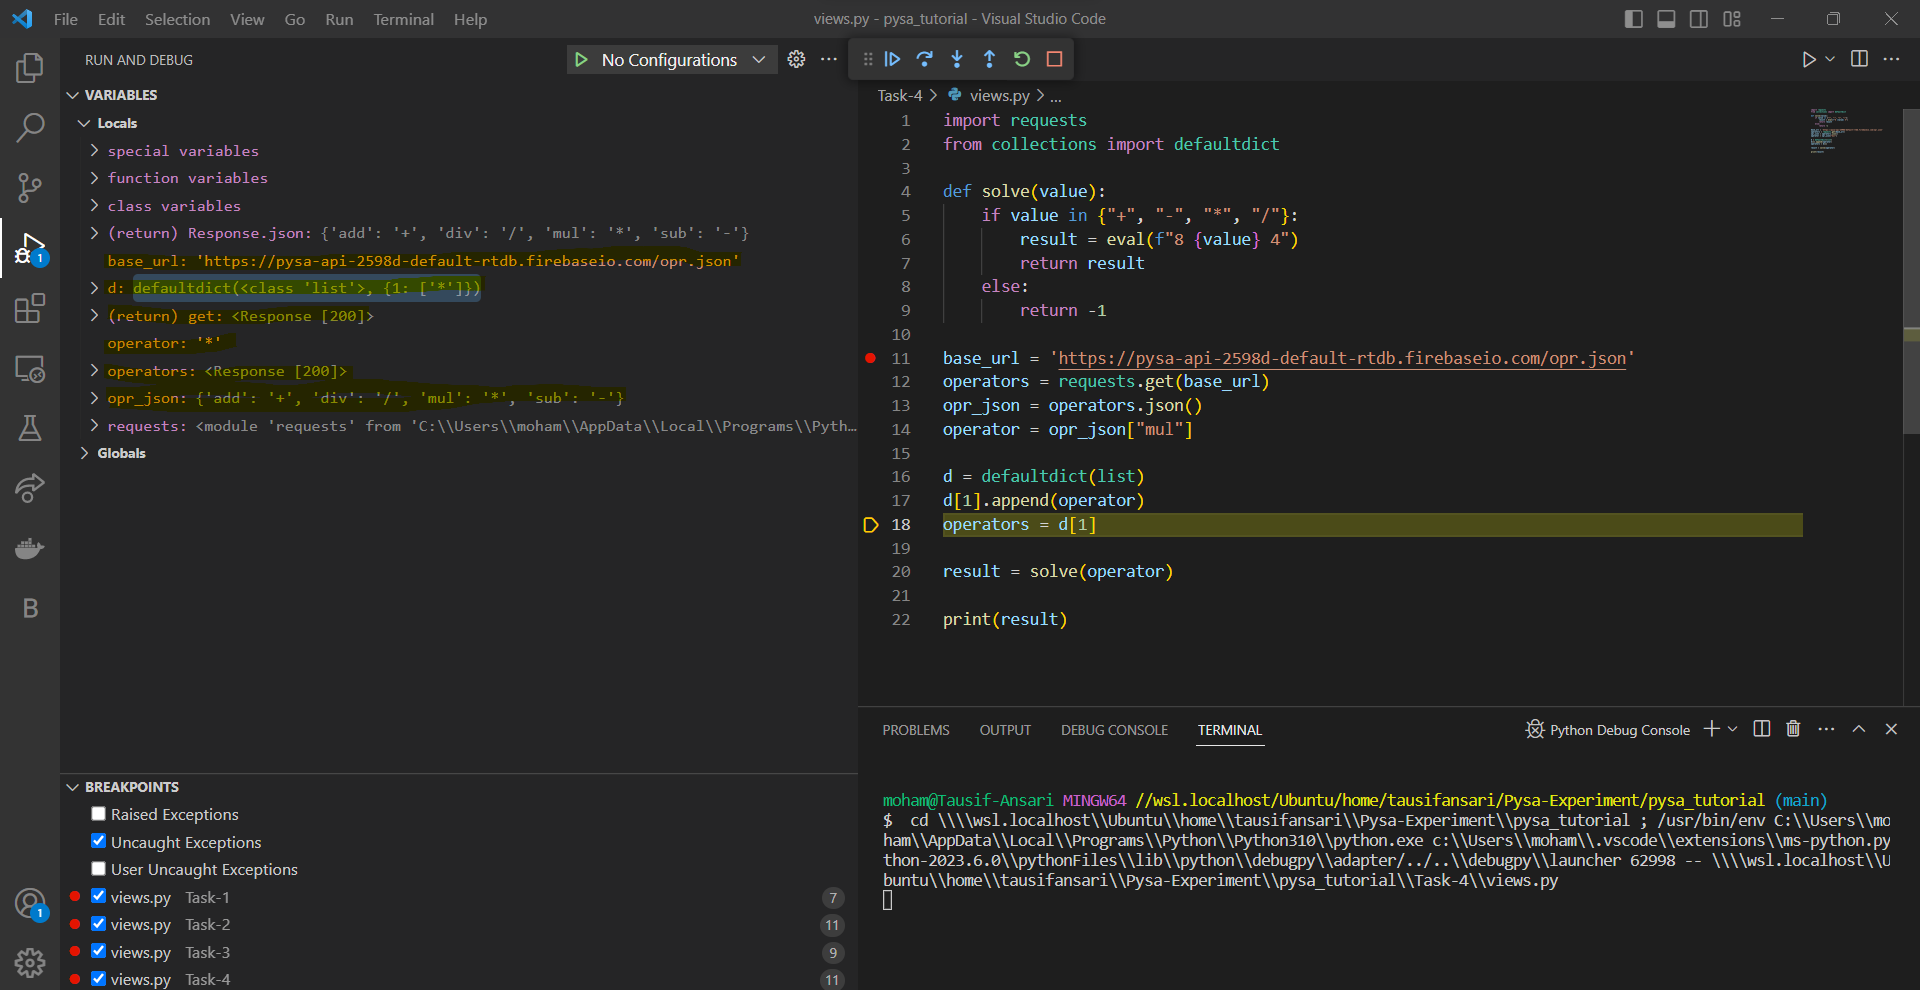 File Edit Selection View Go Run Terminal Help
views.py - pysa_tutorial - Visual Studio Code
RUN AND DEBUG
No Configurations
VARIABLES
Locals
special variables
function variables
class variables
(return) Response.json: {'add': '+', 'div': '/', 'mul': '*', 'sub': '-'}
base_url: 'https://pysa-api-2598d-default-rtdb.firebaseio.com/opr.json'
d: defaultdict(<class 'list'>, {1: ['*']})
(return) get: <Response [200]>
operator: '*'
operators: <Response [200]>
opr_json: {'add': '+', 'div': '/', 'mul': '*', 'sub': '-'}
requests: <module 'requests' from 'C:\\Users\\moham\\AppData\\Local\\Programs\\Pyth…
Globals
1
B
1
BREAKPOINTS
Raised Exceptions
Uncaught Exceptions
User Uncaught Exceptions
views.py Task-1 7
views.py Task-2 11
views.py Task-3 9
views.py Task-4 11
Task-4 > views.py > ...
1 import requests
2 from collections import defaultdict
3
4 def solve(value):
5 if value in {"+", "-", "*", "/"}:
6 result = eval(f"8 {value} 4")
7 return result
8 else:
9 return -1
10
11 base_url = 'https://pysa-api-2598d-default-rtdb.firebaseio.com/opr.json'
12 operators = requests.get(base_url)
13 opr_json = operators.json()
14 operator = opr_json["mul"]
15
16 d = defaultdict(list)
17 d[1].append(operator)
18 operators = d[1]
19
20 result = solve(operator)
21
22 print(result)
PROBLEMS OUTPUT DEBUG CONSOLE TERMINAL
Python Debug Console
moham@Tausif-Ansari MINGW64 //wsl.localhost/Ubuntu/home/tausifansari/Pysa-Experiment/pysa_tutorial (main)
$ cd \\\\wsl.localhost\\Ubuntu\\home\\tausifansari\\Pysa-Experiment\\pysa_tutorial ; /usr/bin/env C:\\Users\\mo
ham\\AppData\\Local\\Programs\\Python\\Python310\\python.exe c:\\Users\\moham\\.vscode\\extensions\\ms-python.py
thon-2023.6.0\\pythonFiles\\lib\\python\\debugpy\\adapter/../..\\debugpy\\launcher 62998 -- \\\\wsl.localhost\\U
buntu\\home\\tausifansari\\Pysa-Experiment\\pysa_tutorial\\Task-4\\views.py